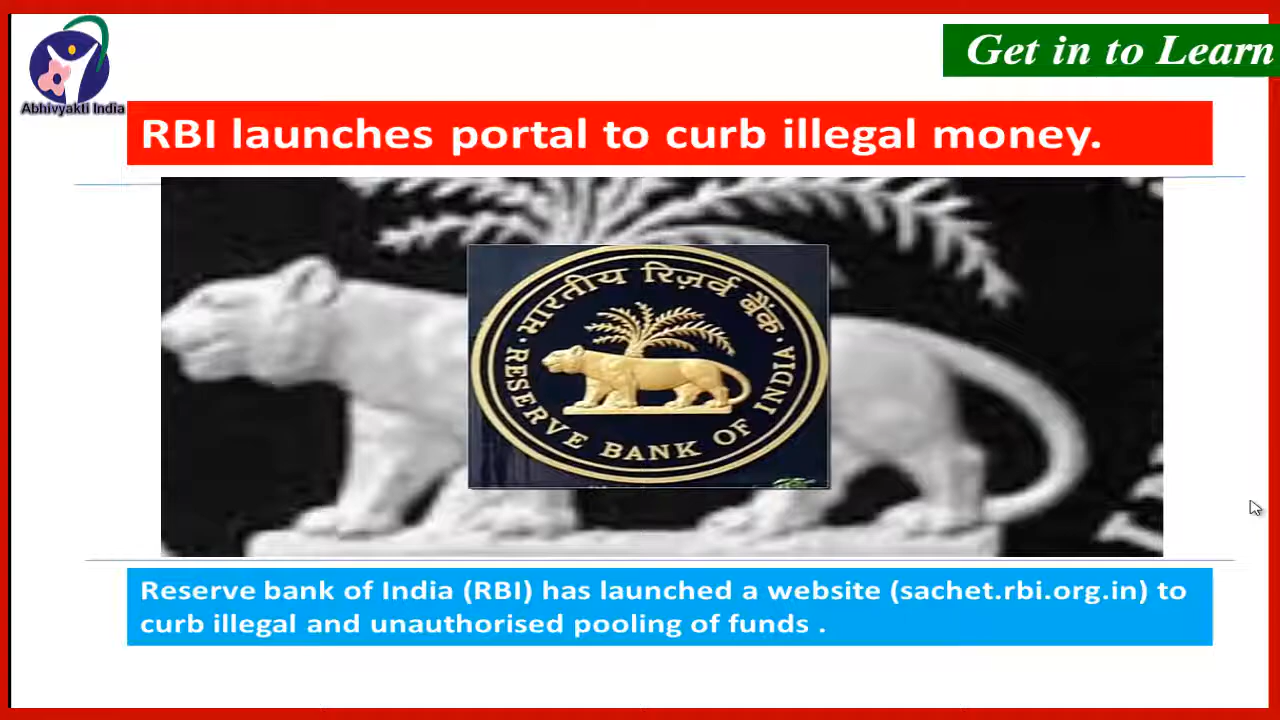 Abhivyakti India
Get in to Learn
RBI launches portal to curb illegal money.
भारतीय रिज़र्व बैंक
RESERVE BANK OF INDIA
Reserve bank of India (RBI) has launched a website (sachet.rbi.org.in) to
curb illegal and unauthorised pooling of funds .